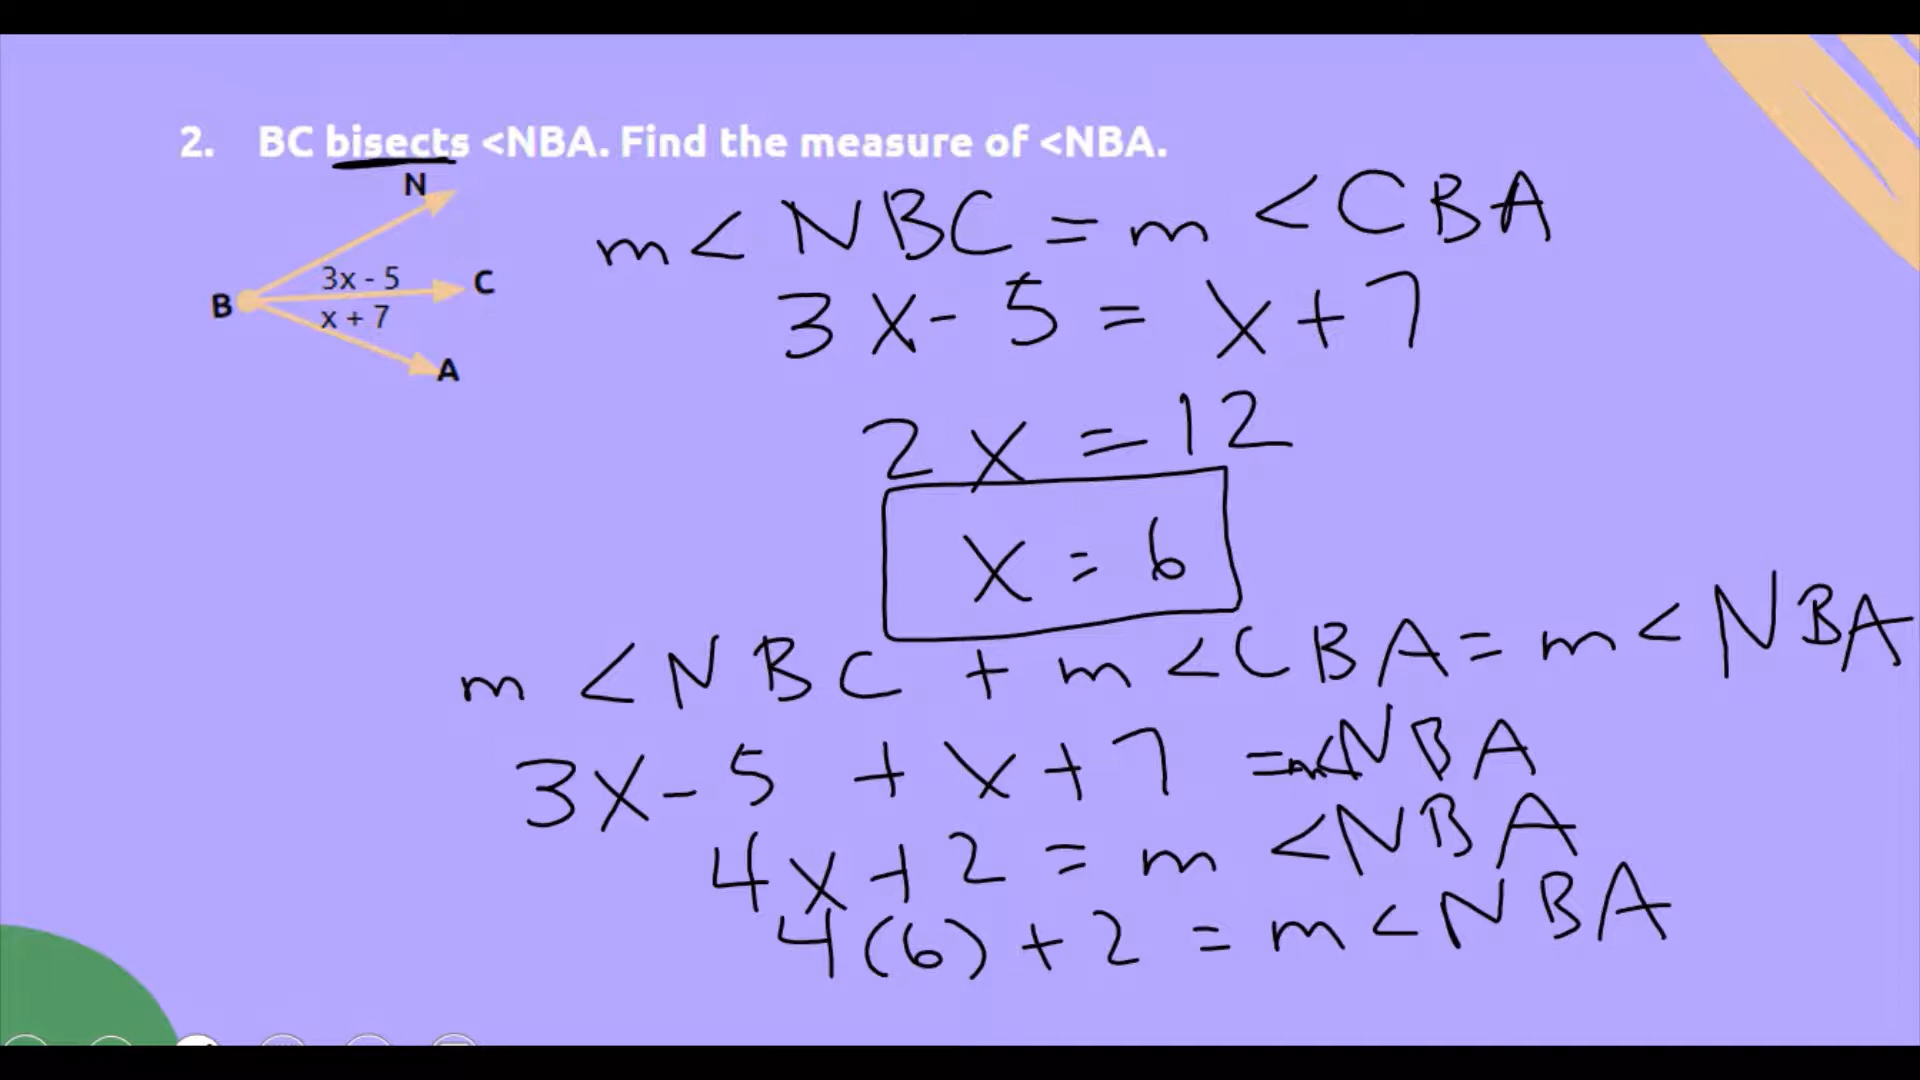 2. BC bisects <NBA. Find the measure of <NBA.
N
3x - 5
C
B
x + 7
A
m < NBC = m < CBA
3x - 5 = x + 7
2x = 12
x = 6
m < NBC + m < CBA = m < NBA
3x - 5 + x + 7 = m<NBA
4x + 2 = m <NBA
4(6) + 2 = m < NBA